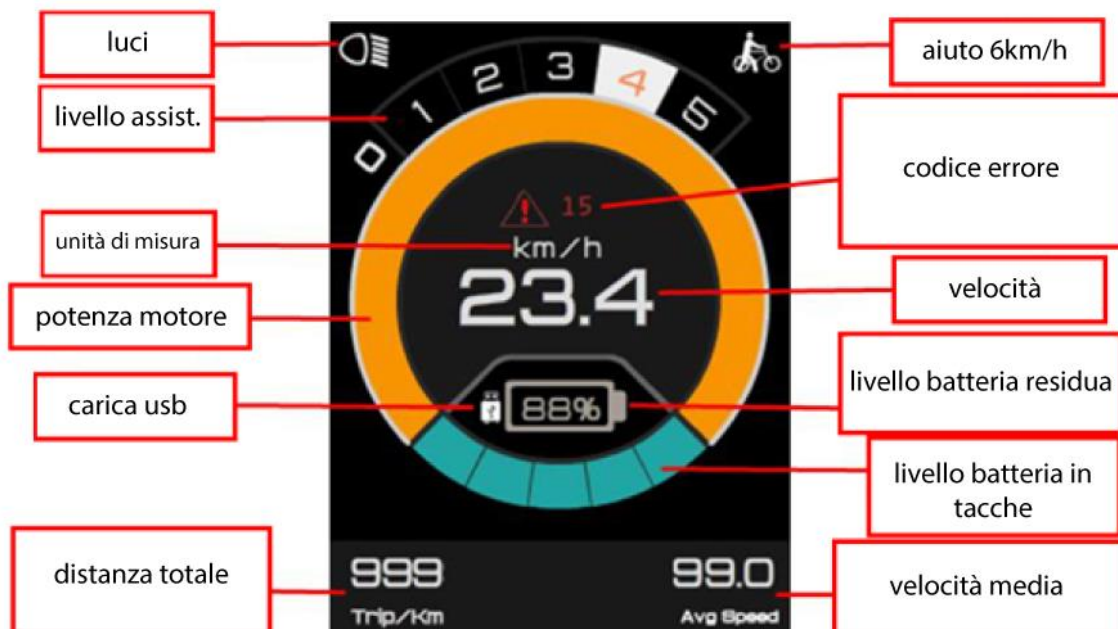 luci
aiuto 6km/h
livello assist.
0 1 2 3 4 5
codice errore
15
unità di misura
km/h
23.4
velocità
potenza motore
carica usb
88%
livello batteria residua
livello batteria in
tacche
distanza totale
999
Trip/Km
99.0
Avg Speed
velocità media